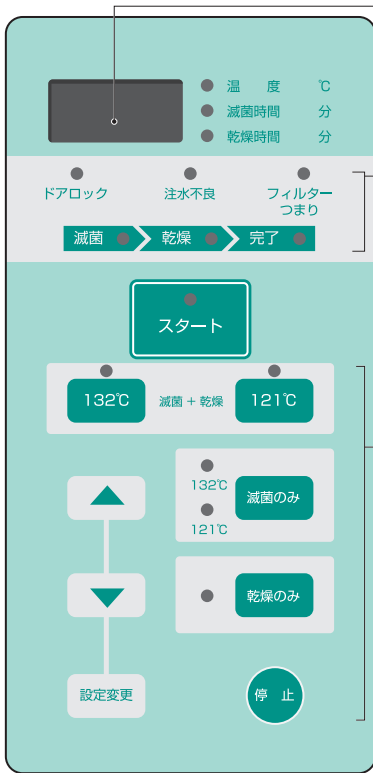 温 度 ℃
滅菌時間 分
乾燥時間 分
ドアロック 注水不良 フィルター
つまり
滅菌 乾燥 完了
スタート
132℃ 滅菌 + 乾燥 121℃
132℃
滅菌のみ
121℃
乾燥のみ
設定変更 停 止